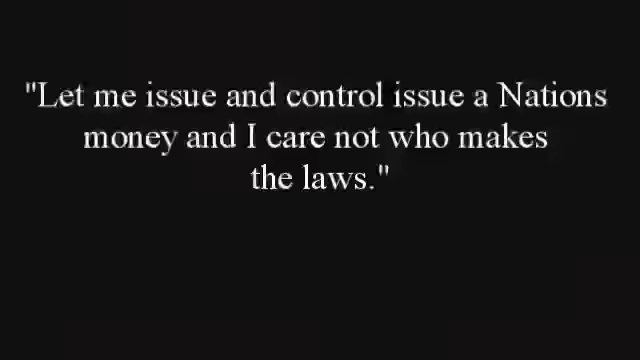 "Let me issue and control issue a Nations
money and I care not who makes
the laws."